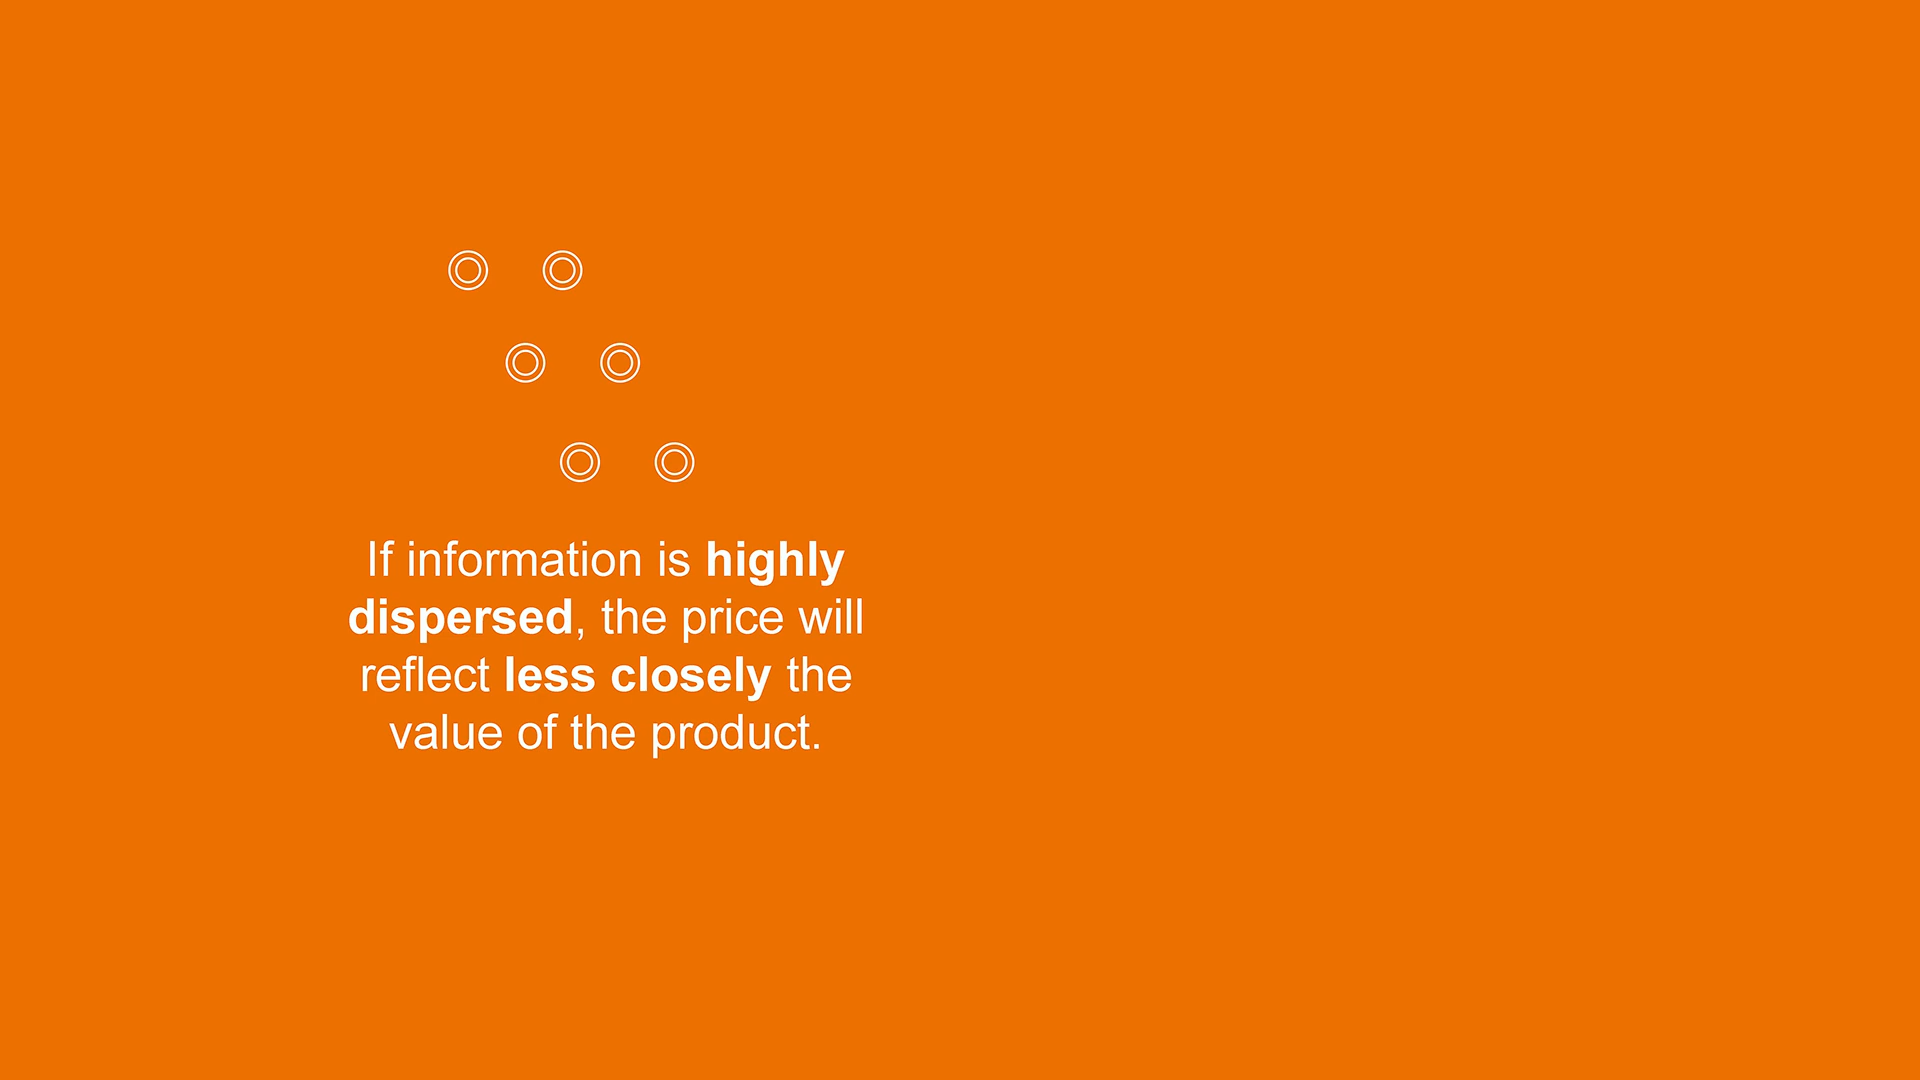 If information is highly
dispersed, the price will
reflect less closely the
value of the product.